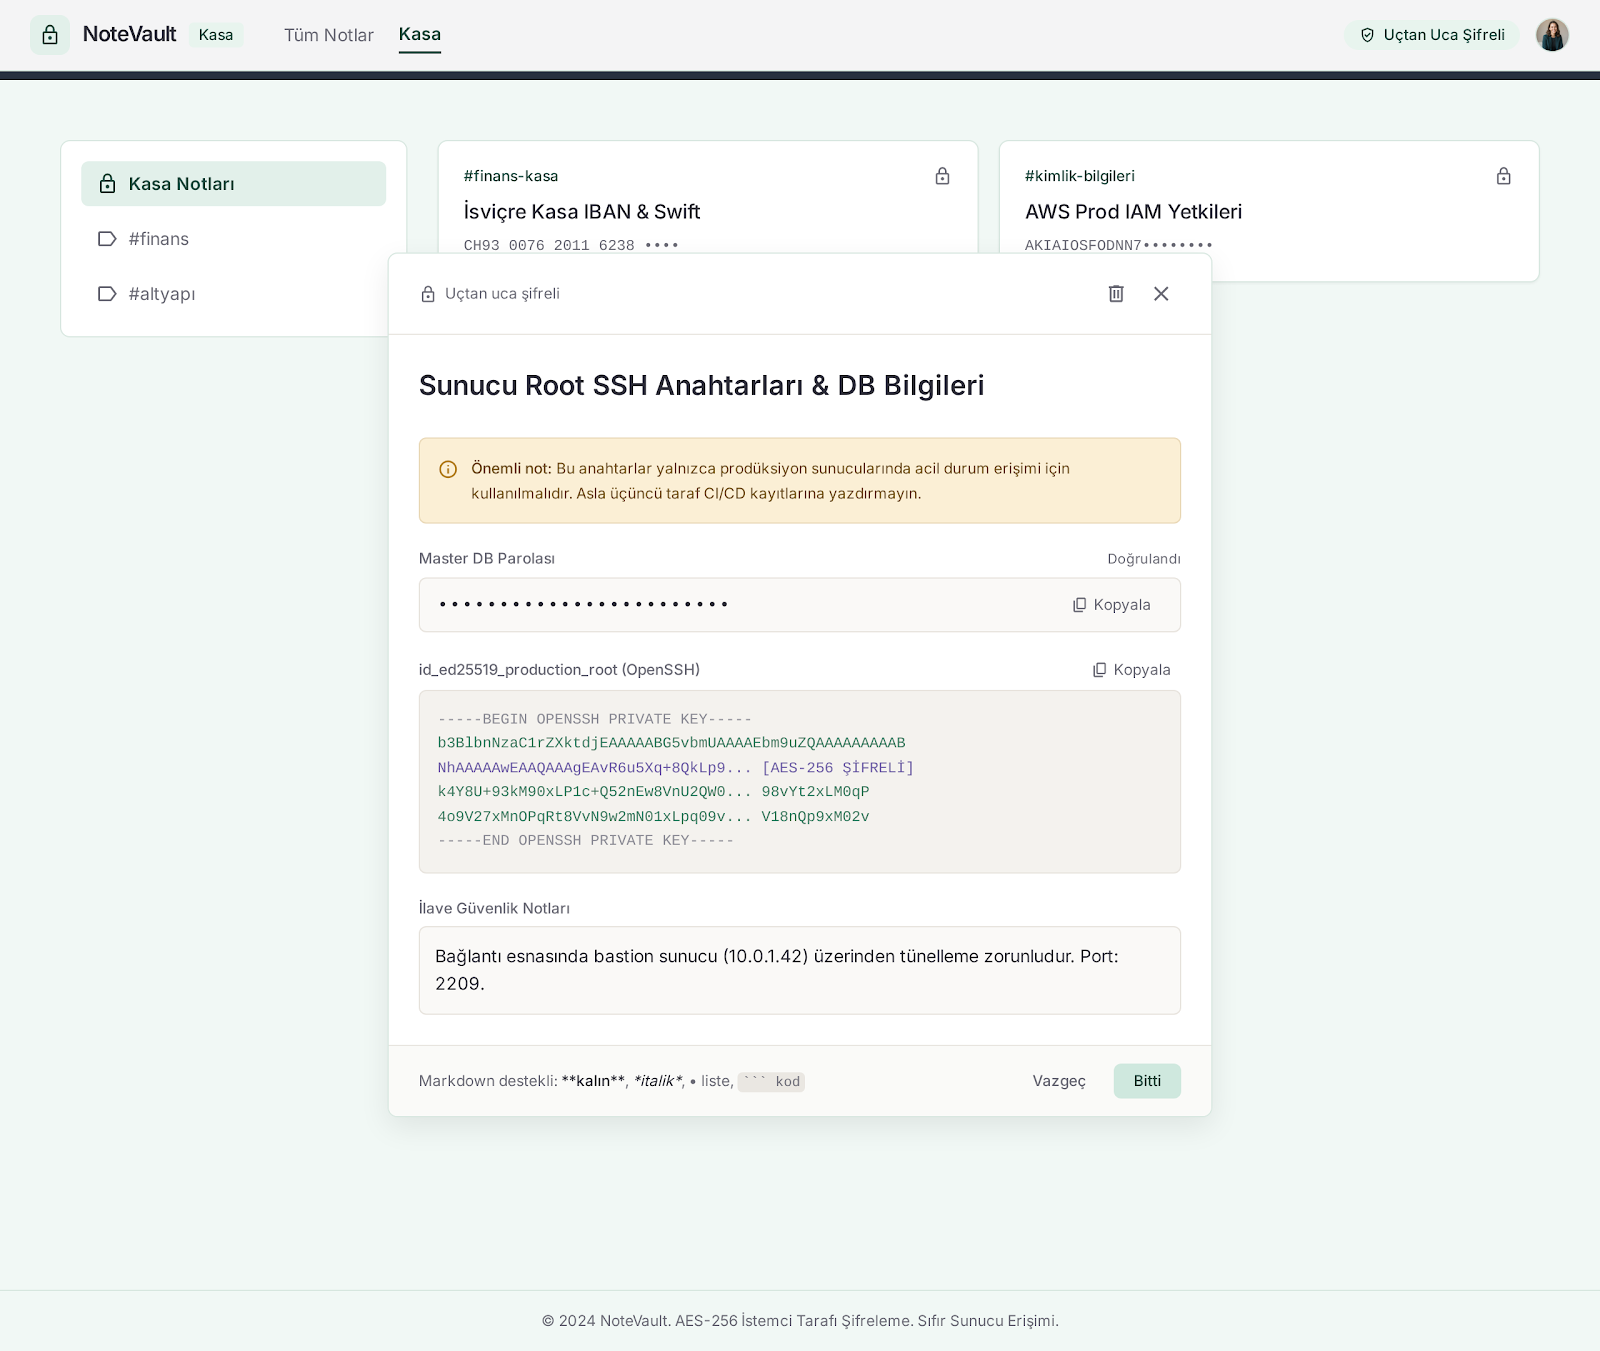 NoteVault
Kasa
Tüm Notlar
Kasa
Uçtan Uca Şifreli
Kasa Notları
#finans
#altyapı
#finans-kasa
İsviçre Kasa IBAN & Swift
CH93 0076 2011 6238 ••••
#kimlik-bilgileri
AWS Prod IAM Yetkileri
AKIAIOSFODNN7••••••••
Uçtan uca şifreli
Sunucu Root SSH Anahtarları & DB Bilgileri
Önemli not: Bu anahtarlar yalnızca prodüksiyon sunucularında acil durum erişimi için
kullanılmalıdır. Asla üçüncü taraf CI/CD kayıtlarına yazdırmayın.
Master DB Parolası
Doğrulandı
••••••••••••••••••••••••
Kopyala
id_ed25519_production_root (OpenSSH)
Kopyala
-----BEGIN OPENSSH PRIVATE KEY-----
b3BlbnNzaC1rZXktdjEAAAAABG5vbmUAAAAEbm9uZQAAAAAAAAAB
NhAAAAAwEAAQAAAgEAvR6u5Xq+8QkLp9... [AES-256 ŞİFRELİ]
k4Y8U+93kM90xLP1c+Q52nEw8VnU2QW0... 98vYt2xLM0qP
4o9V27xMnOPqRt8VvN9w2mN01xLpq09v... V18nQp9xM02v
-----END OPENSSH PRIVATE KEY-----
İlave Güvenlik Notları
Bağlantı esnasında bastion sunucu (10.0.1.42) üzerinden tünelleme zorunludur. Port:
2209.
Markdown destekli: **kalın**, *italik*, • liste, ``` kod
Vazgeç
Bitti
© 2024 NoteVault. AES-256 İstemci Tarafı Şifreleme. Sıfır Sunucu Erişimi.